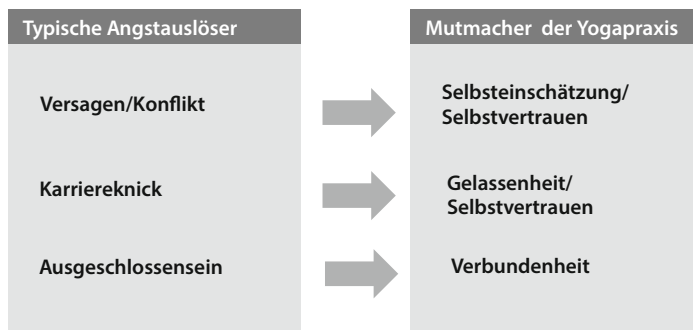 Typische Angstauslöser
Mutmacher der Yogapraxis
Versagen/Konflikt
Selbsteinschätzung/
Selbstvertrauen
Karriereknick
Gelassenheit/
Selbstvertrauen
Ausgeschlossensein
Verbundenheit